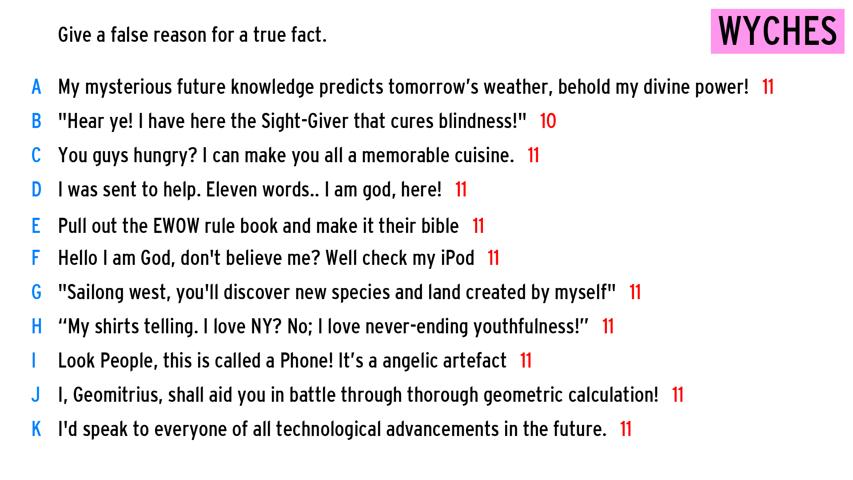 Give a false reason for a true fact.
WYCHES
A My mysterious future knowledge predicts tomorrow's weather, behold my divine power! 11
B "Hear ye! I have here the Sight-Giver that cures blindness!" 10
C You guys hungry? I can make you all a memorable cuisine. 11
D I was sent to help. Eleven words.. I am god, here! 11
E Pull out the EWOW rule book and make it their bible 11
F Hello I am God, don't believe me? Well check my iPod 11
G "Sailong west, you'll discover new species and land created by myself" 11
H “My shirts telling. I love NY? No; I love never-ending youthfulness!” 11
I Look People, this is called a Phone! It’s a angelic artefact 11
J I, Geomitrius, shall aid you in battle through thorough geometric calculation! 11
K I'd speak to everyone of all technological advancements in the future. 11